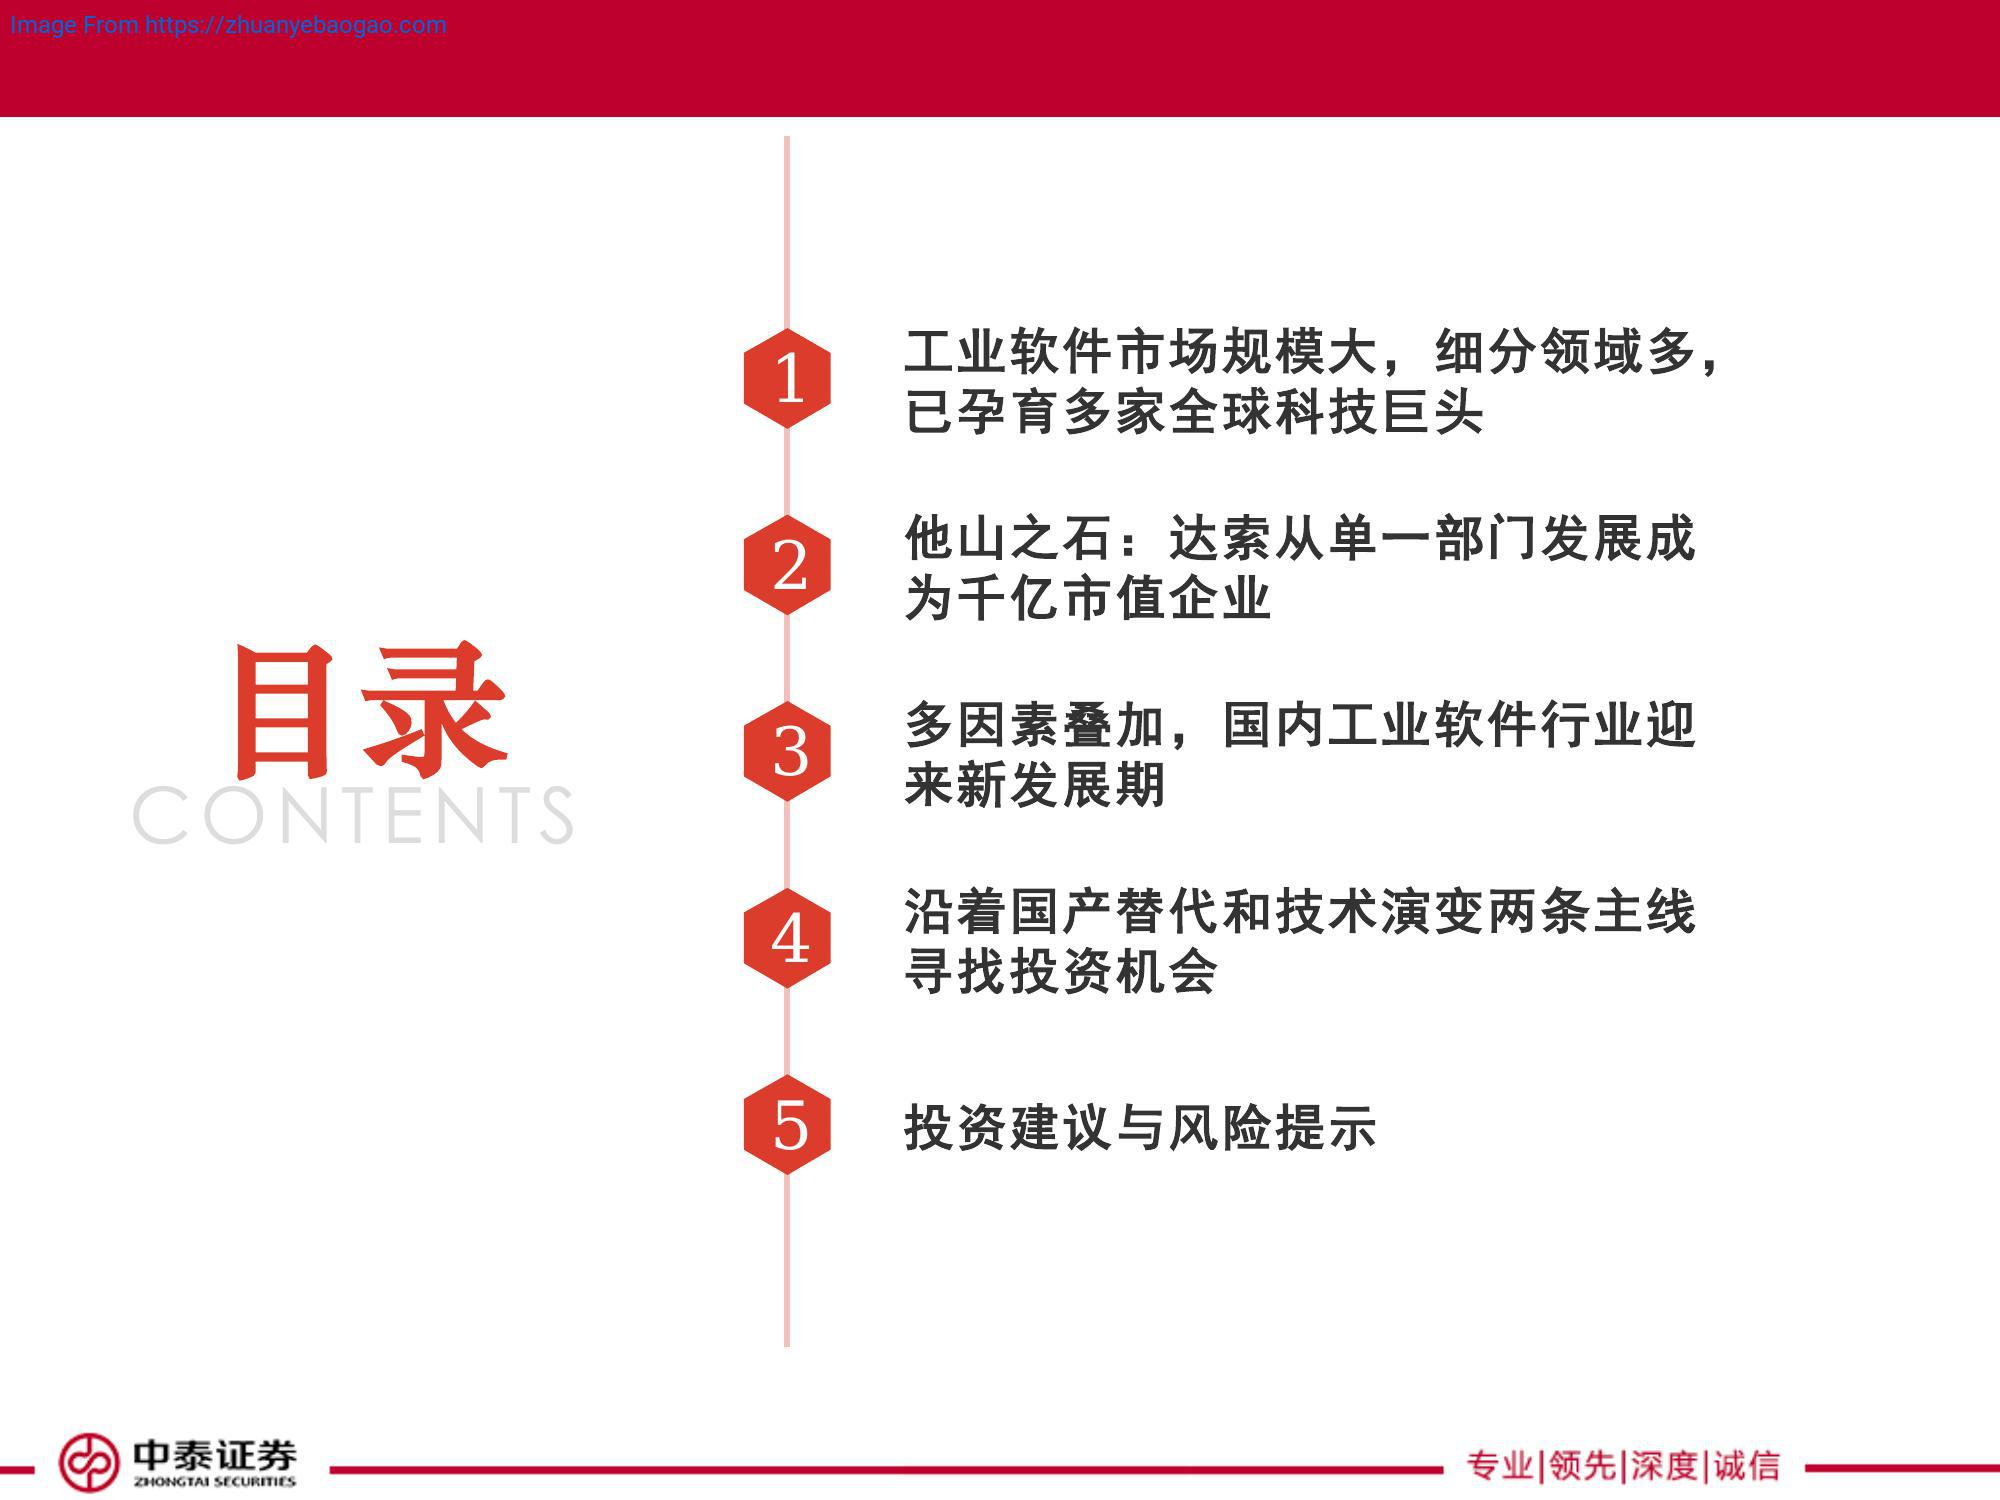 Image From https://zhuanyebaogao.com
目录
CONTENTS
1
工业软件市场规模大，细分领域多，
已孕育多家全球科技巨头
2
他山之石：达索从单一部门发展成
为千亿市值企业
3
多因素叠加，国内工业软件行业迎
来新发展期
4
沿着国产替代和技术演变两条主线
寻找投资机会
5
投资建议与风险提示
中泰证券
ZHONGTAI SECURITIES
专业|领先|深度|诚信